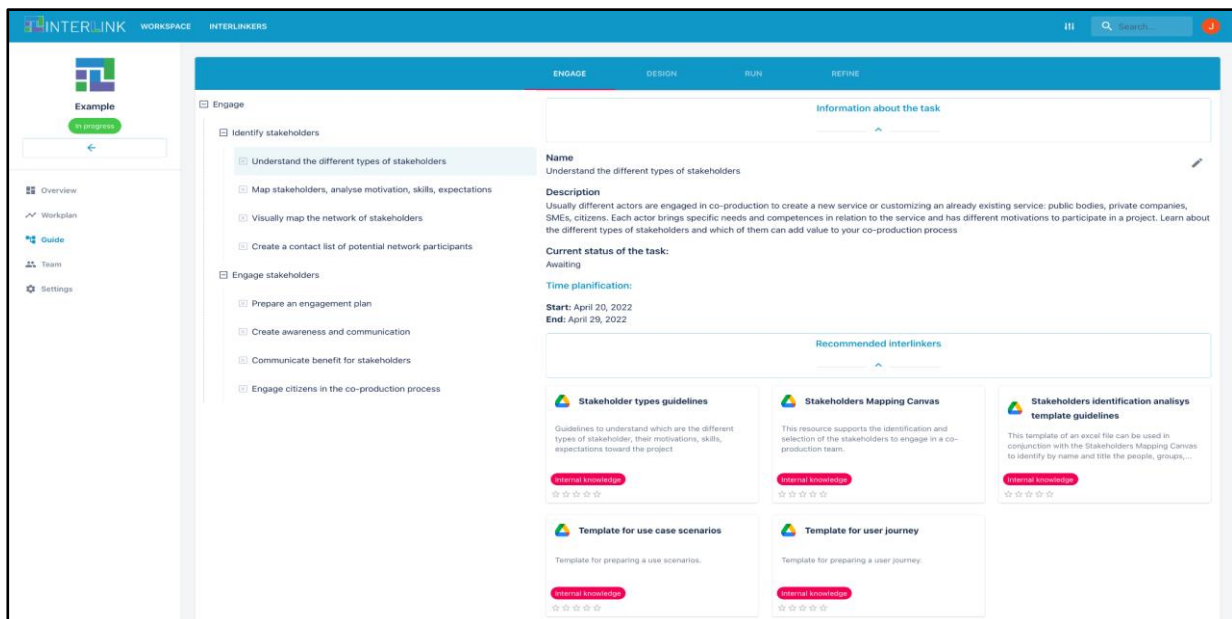 INTERLINK WORKSPACE INTERLINKERS Search... J
Example
In progress
Overview
Workplan
Guide
Team
Settings
ENGAGE DESIGN RUN REFINE
Engage
Identify stakeholders
Understand the different types of stakeholders
Map stakeholders, analyse motivation, skills, expectations
Visually map the network of stakeholders
Create a contact list of potential network participants
Engage stakeholders
Prepare an engagement plan
Create awareness and communication
Communicate benefit for stakeholders
Engage citizens in the co-production process
Information about the task
Name
Understand the different types of stakeholders
Description
Usually different actors are engaged in co-production to create a new service or customizing an already existing service: public bodies, private companies,
SMEs, citizens. Each actor brings specific needs and competences in relation to the service and has different motivations to participate in a project. Learn about
the different types of stakeholders and which of them can add value to your co-production process
Current status of the task:
Awaiting
Time planification:
Start: April 20, 2022
End: April 29, 2022
Recommended interlinkers
Stakeholder types guidelines
Guidelines to understand which are the different
types of stakeholder, their motivations, skills,
expectations toward the project
Internal knowledge
Stakeholders Mapping Canvas
This resource supports the identification and
selection of the stakeholders to engage in a co-
production team.
Internal knowledge
Stakeholders identification analisys
template guidelines
This template of an excel file can be used in
conjunction with the Stakeholders Mapping Canvas
to identify by name and title the people, groups,...
Internal knowledge
Template for use case scenarios
Template for preparing a use scenarios.
Internal knowledge
Template for user journey
Template for preparing a user journey.
Internal knowledge